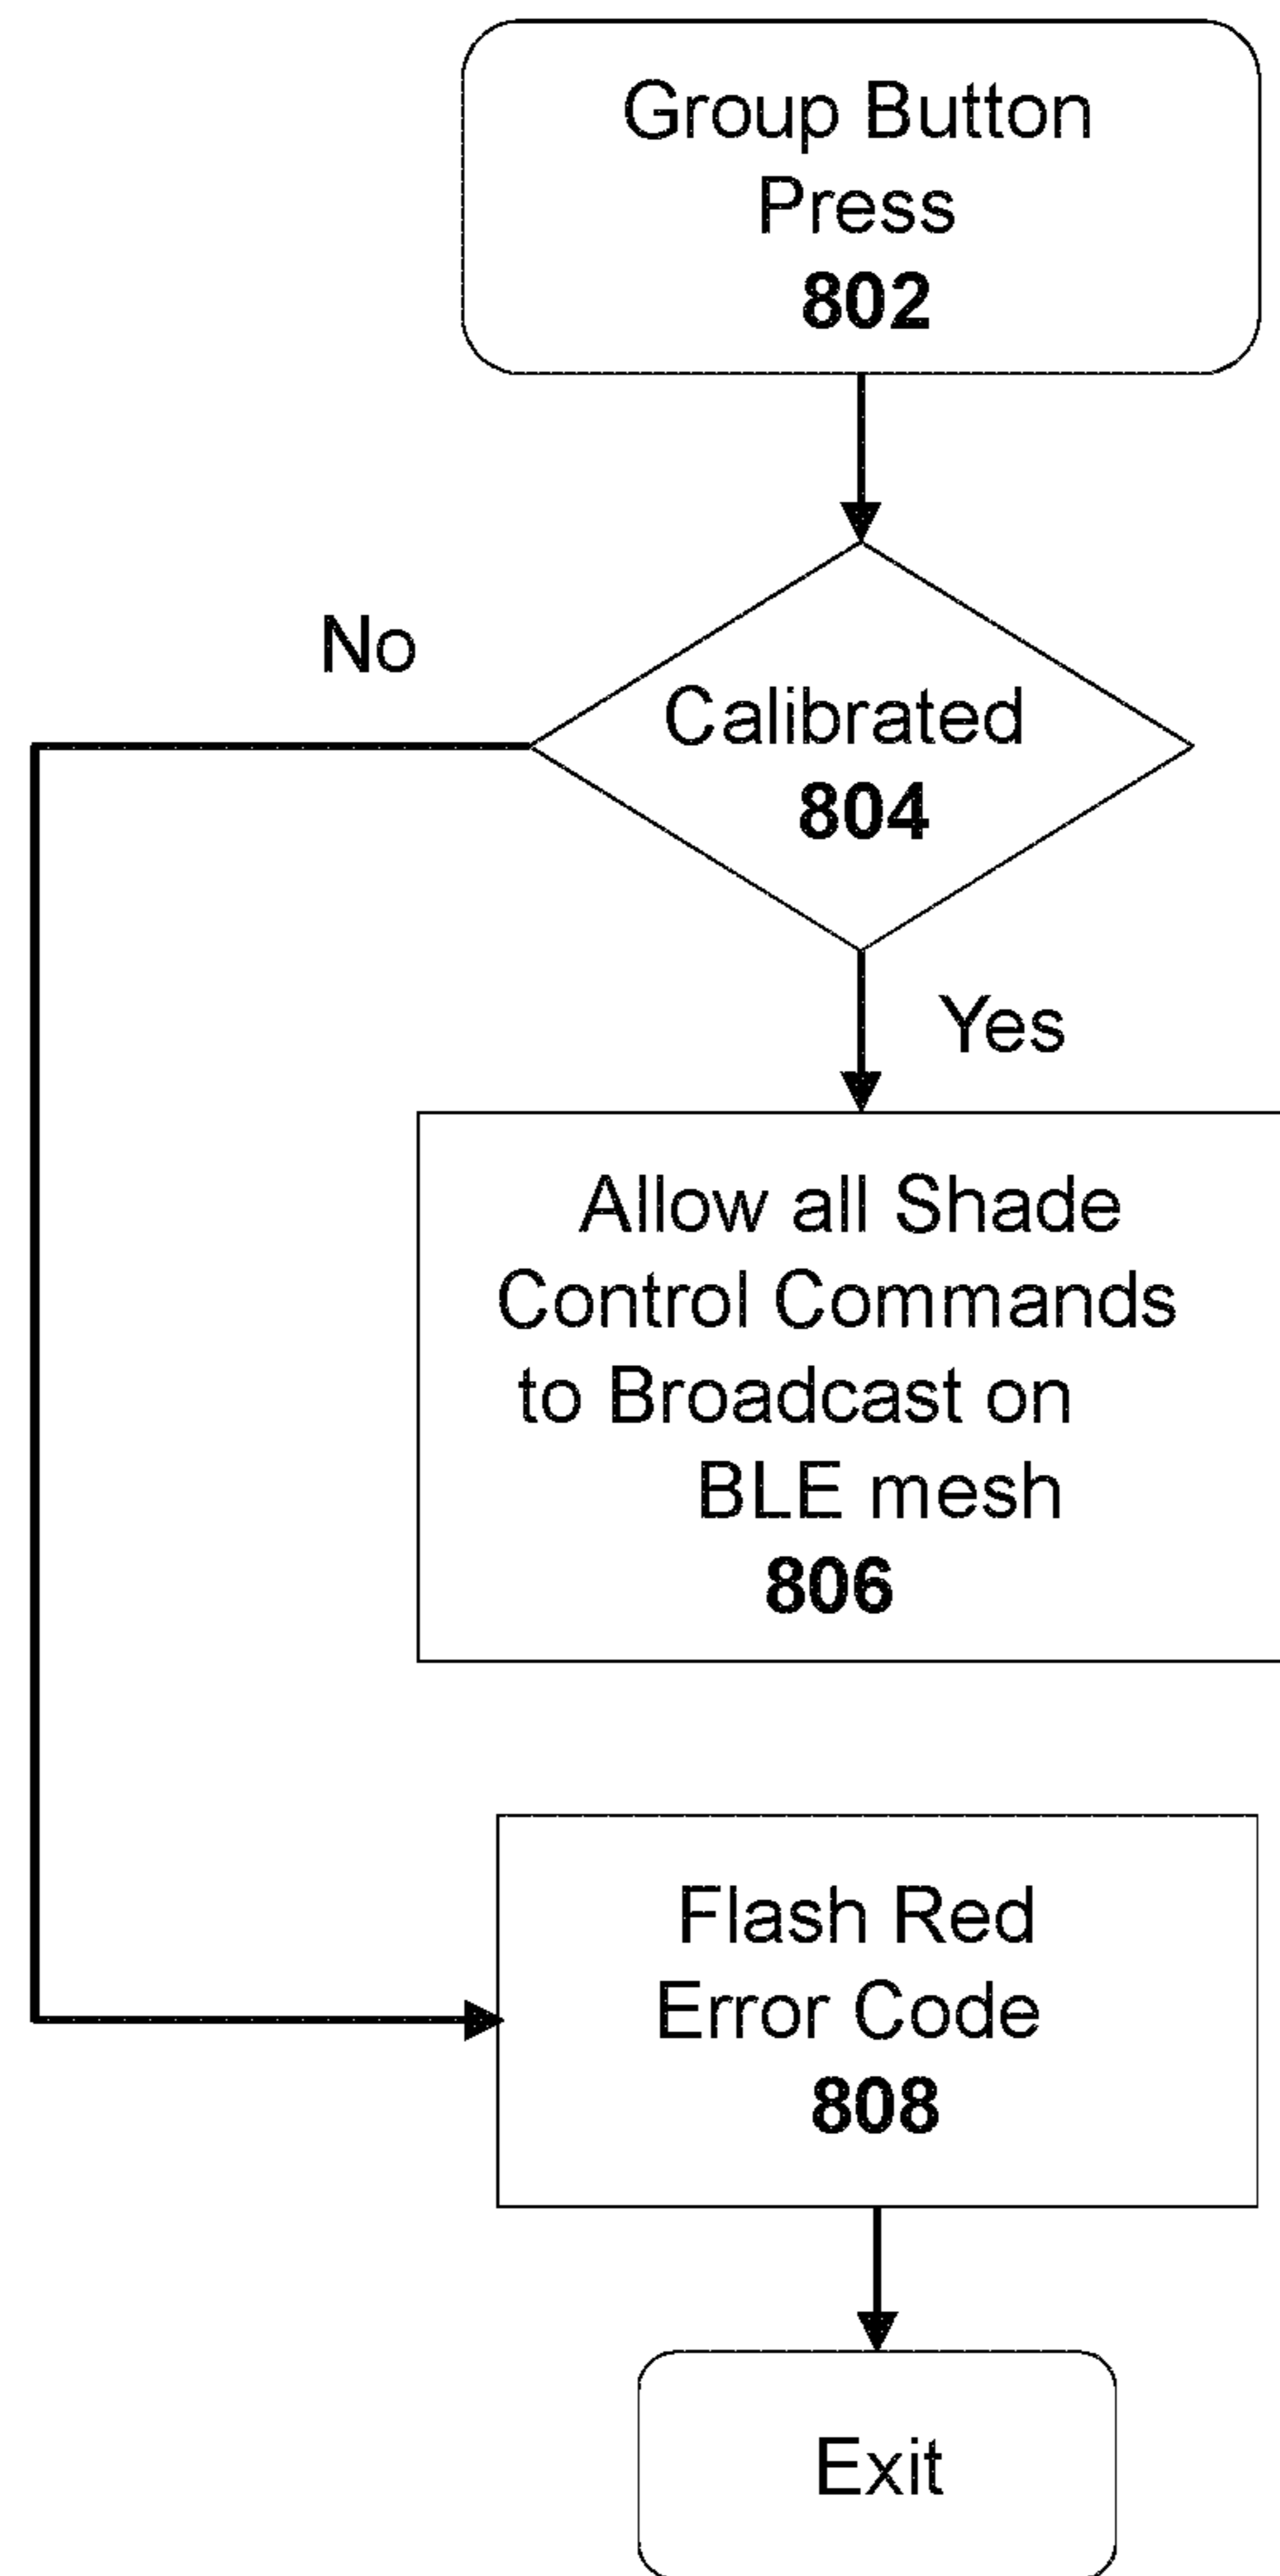 Group Button
Press
802
No
Calibrated
804
Yes
Allow all Shade
Control Commands
to Broadcast on
BLE mesh
806
Flash Red
Error Code
808
Exit